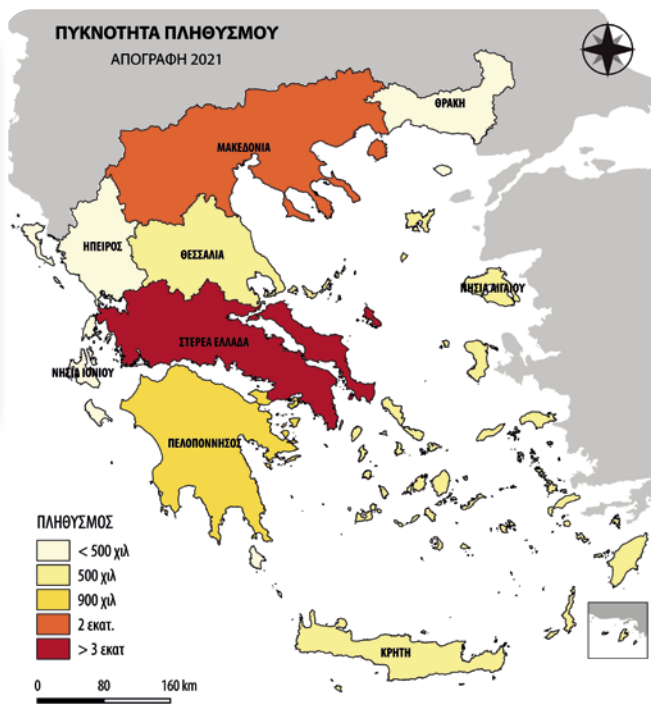 ΠΥΚΝΟΤΗΤΑ ΠΛΗΘΥΣΜΟΥ
ΑΠΟΓΡΑΦΗ 2021
ΘΡΑΚΗ
ΜΑΚΕΔΟΝΙΑ
ΗΠΕΙΡΟΣ
ΘΕΣΣΑΛΙΑ
ΝΗΣΙΑ ΑΙΓΑΙΟΥ
ΣΤΕΡΕΑ ΕΛΛΑΔΑ
ΝΗΣΙΑ ΙΟΝΙΟΥ
ΠΕΛΟΠΟΝΝΗΣΟΣ
ΚΡΗΤΗ
ΠΛΗΘΥΣΜΟΣ
< 500 χιλ
500 χιλ
900 χιλ
2 εκατ.
> 3 εκατ
0 80 160 km